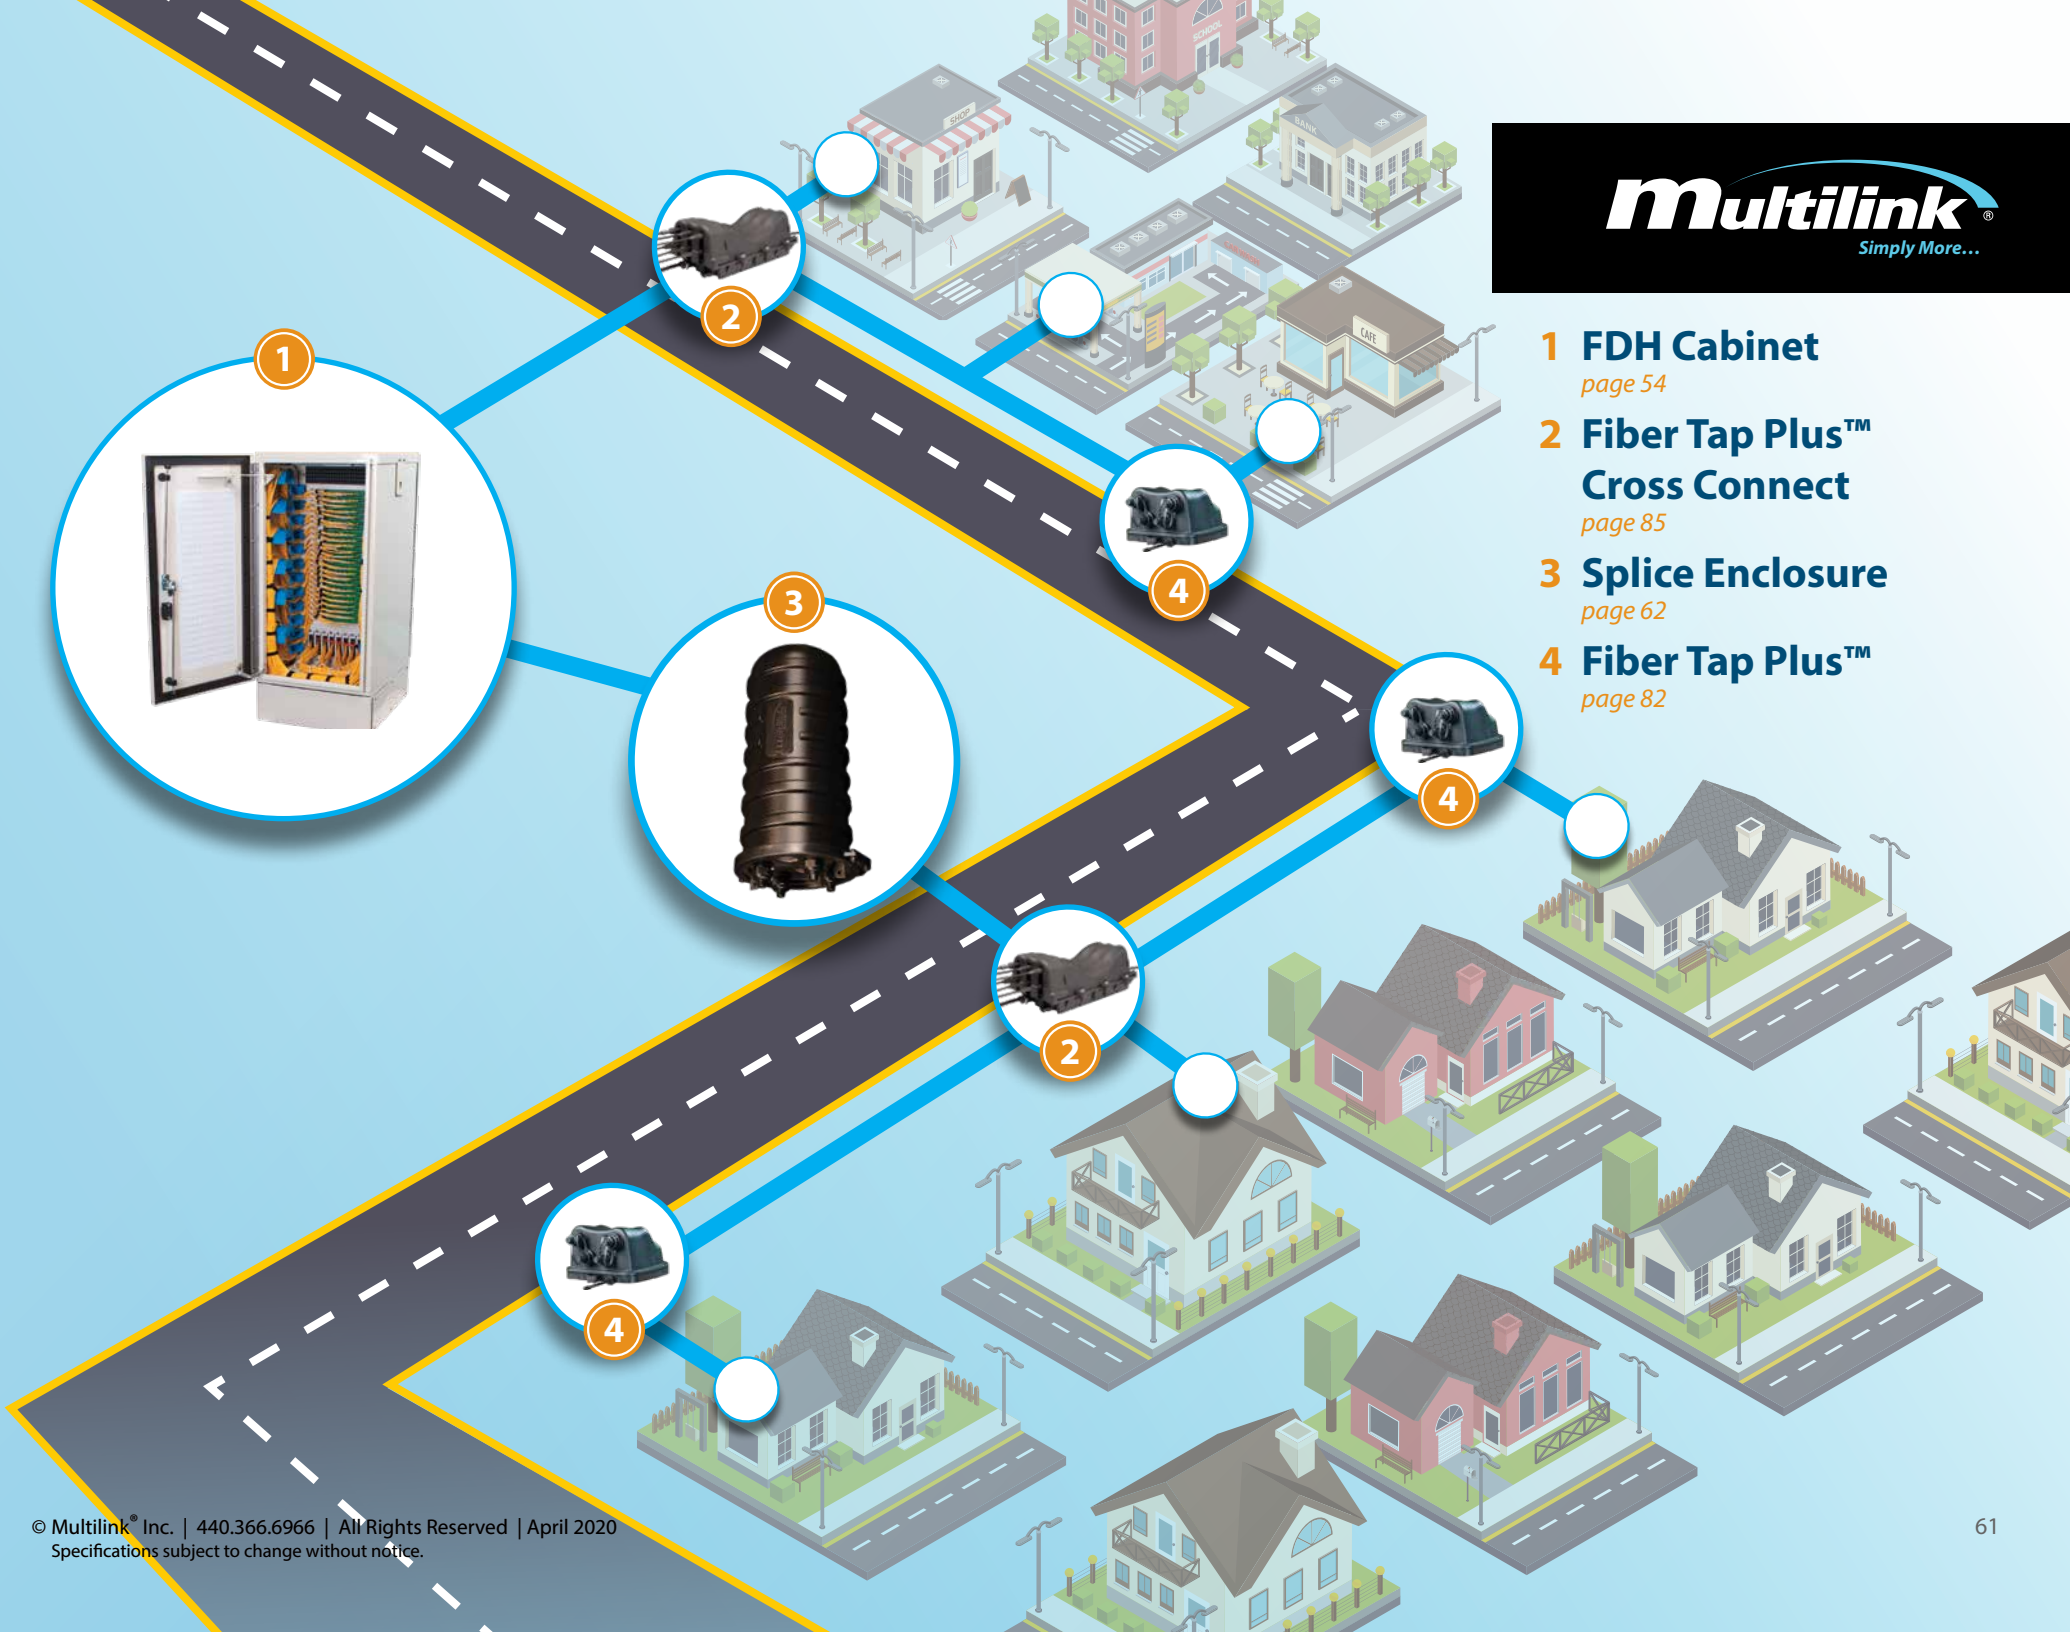 SCHOOL
SHOP
BANK
CAFE
multilink®
Simply More...
1 FDH Cabinet
page 54
2 Fiber Tap Plus™
Cross Connect
page 85
3 Splice Enclosure
page 62
4 Fiber Tap Plus™
page 82
2
1
3
4
4
2
4
© Multilink® Inc. | 440.366.6966 | All Rights Reserved | April 2020
Specifications subject to change without notice.
61